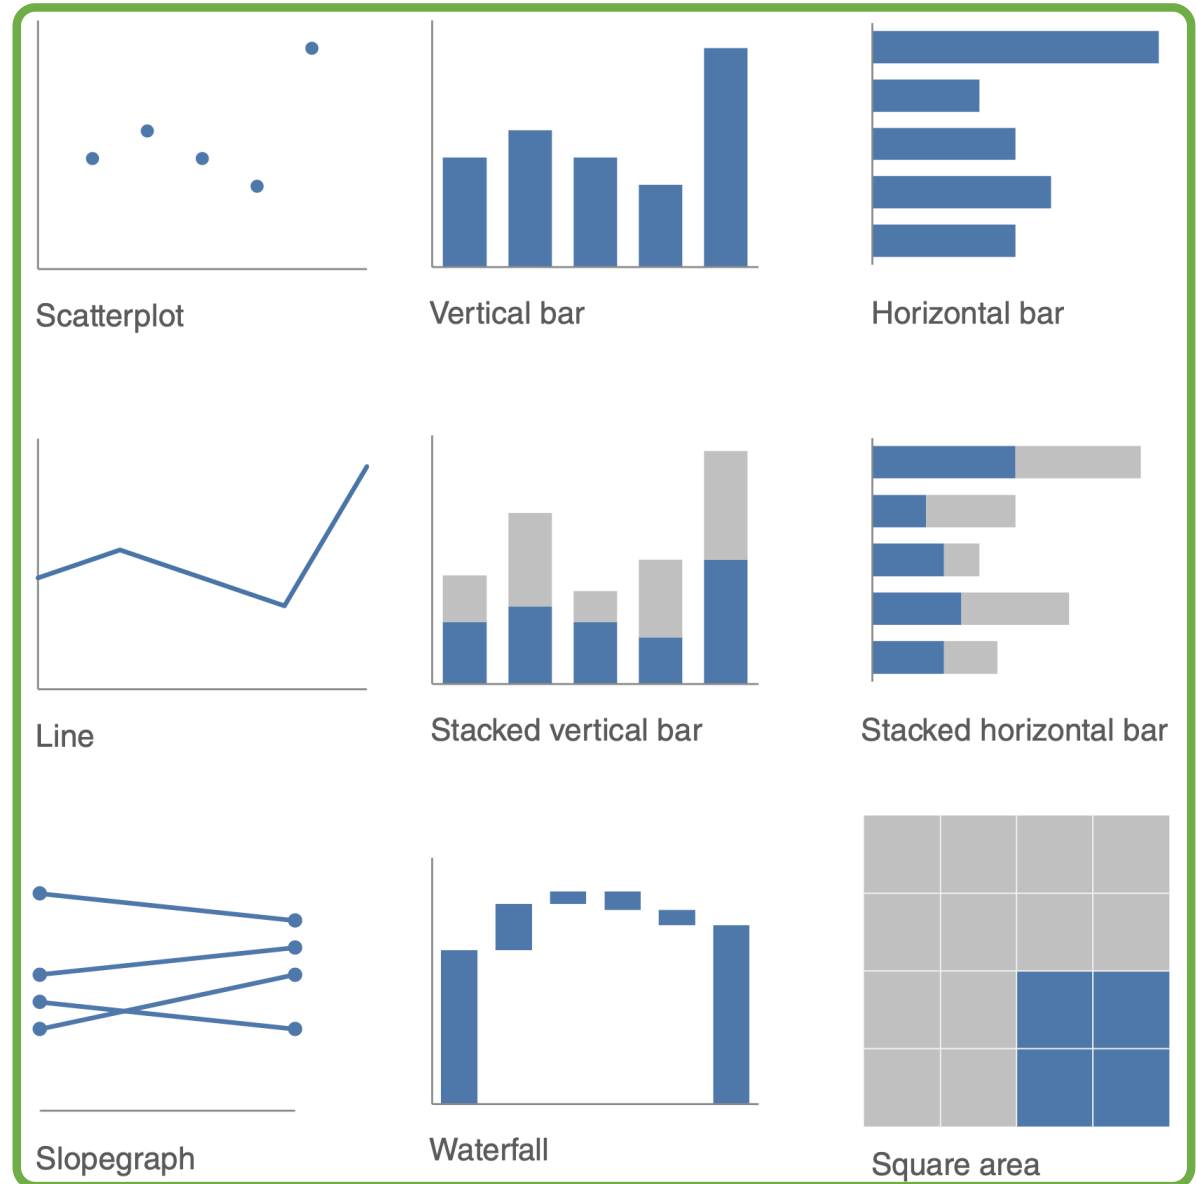 Scatterplot
Vertical bar
Horizontal bar
Line
Stacked vertical bar
Stacked horizontal bar
Slopegraph
Waterfall
Square area